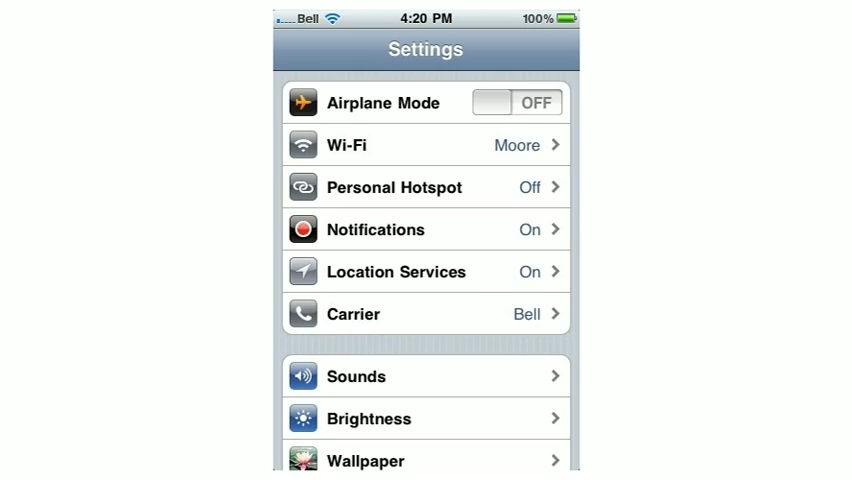 Bell 4:20 PM 100%
Settings
Airplane Mode OFF
Wi-Fi Moore
Personal Hotspot Off
Notifications On
Location Services On
Carrier Bell
Sounds
Brightness
Wallpaper